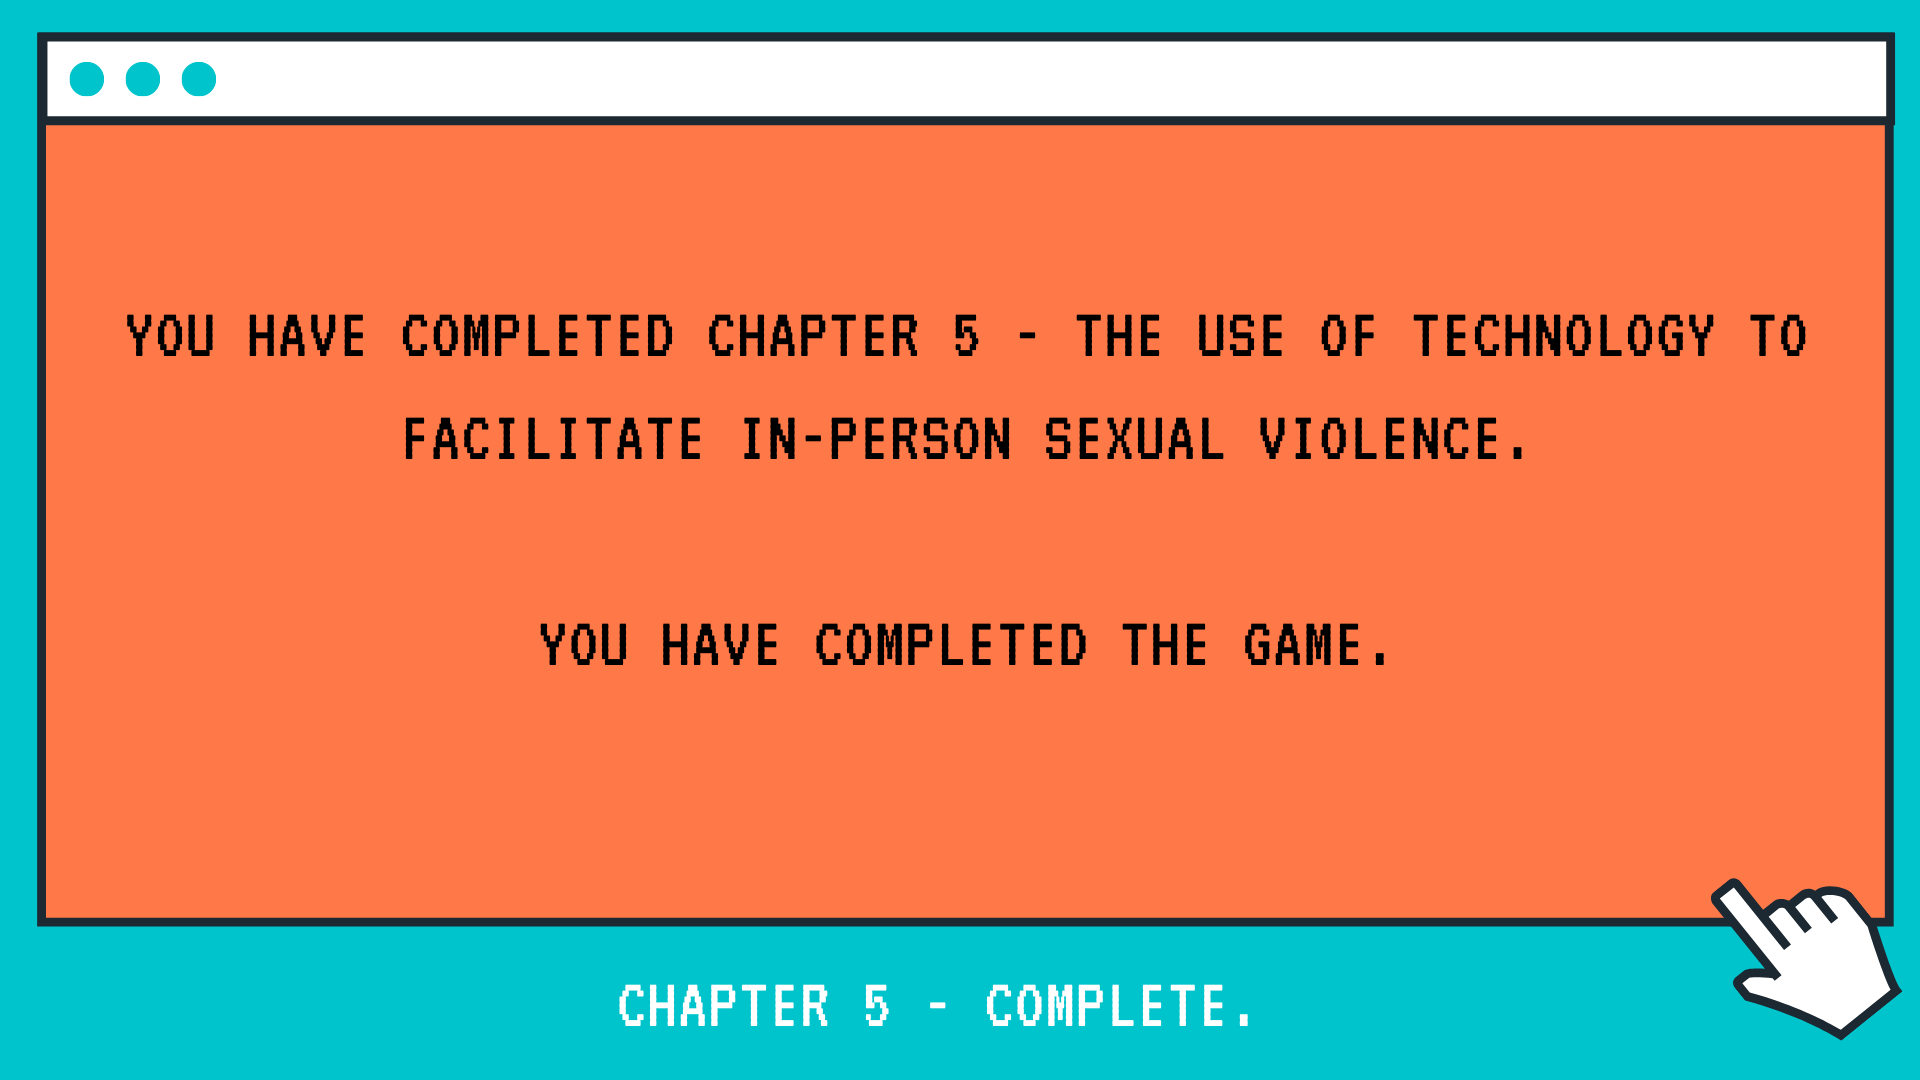 YOU HAVE COMPLETED CHAPTER 5 - THE USE OF TECHNOLOGY TO
FACILITATE IN-PERSON SEXUAL VIOLENCE.
YOU HAVE COMPLETED THE GAME.
CHAPTER 5 - COMPLETE.